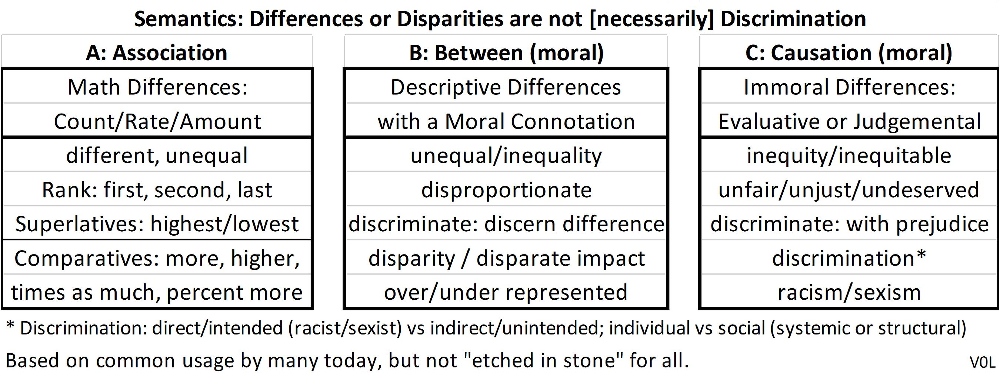 Semantics: Differences or Disparities are not [necessarily] Discrimination
A: Association
Math Differences:
Count/Rate/Amount
different, unequal
Rank: first, second, last
Superlatives: highest/lowest
Comparatives: more, higher,
times as much, percent more
B: Between (moral)
Descriptive Differences
with a Moral Connotation
unequal/inequality
disproportionate
discriminate: discern difference
disparity / disparate impact
over/under represented
C: Causation (moral)
Immoral Differences:
Evaluative or Judgemental
inequity/inequitable
unfair/unjust/undeserved
discriminate: with prejudice
discrimination*
racism/sexism
* Discrimination: direct/intended (racist/sexist) vs indirect/unintended; individual vs social (systemic or structural)
Based on common usage by many today, but not "etched in stone" for all.
V0L